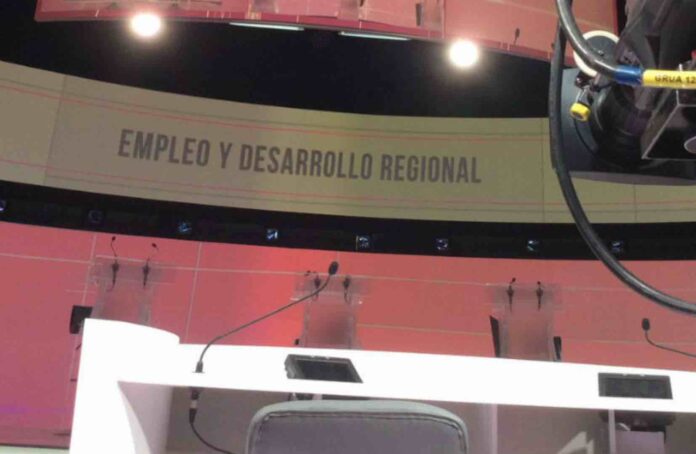 GRUA 12
EMPLEO Y DESARROLLO REGIONAL